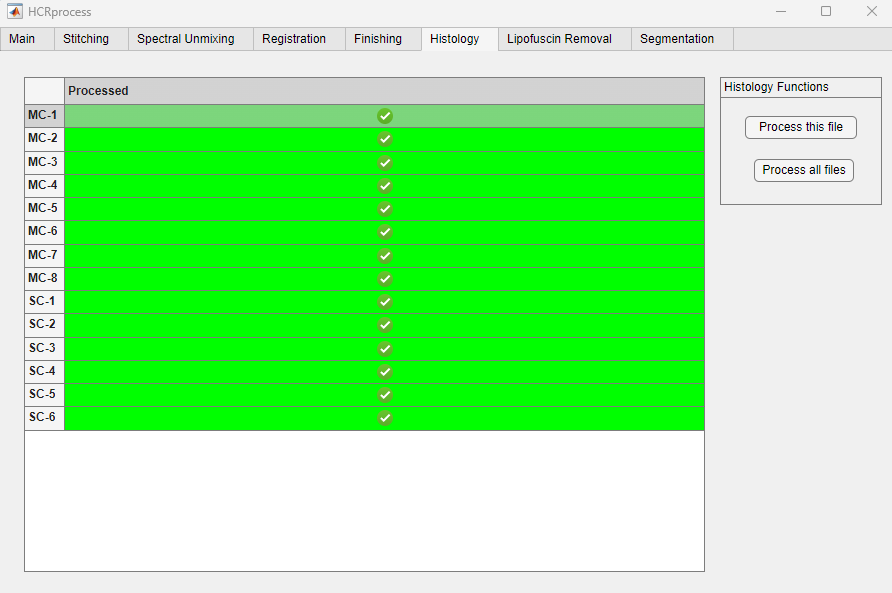 HCRprocess
Main Stitching Spectral Unmixing Registration Finishing Histology Lipofuscin Removal Segmentation
Processed
MC-1
MC-2
MC-3
MC-4
MC-5
MC-6
MC-7
MC-8
SC-1
SC-2
SC-3
SC-4
SC-5
SC-6
Histology Functions
Process this file
Process all files